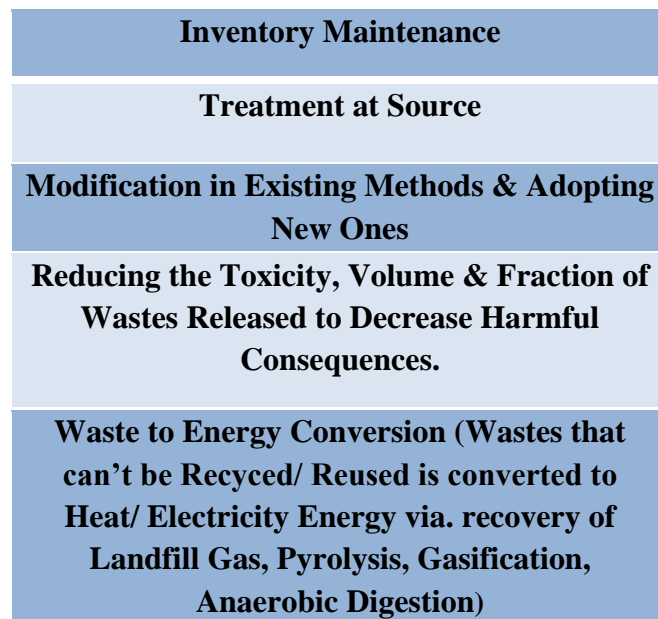 Inventory Maintenance
Treatment at Source
Modification in Existing Methods & Adopting
New Ones
Reducing the Toxicity, Volume & Fraction of
Wastes Released to Decrease Harmful
Consequences.
Waste to Energy Conversion (Wastes that
can’t be Recyced/ Reused is converted to
Heat/ Electricity Energy via. recovery of
Landfill Gas, Pyrolysis, Gasification,
Anaerobic Digestion)